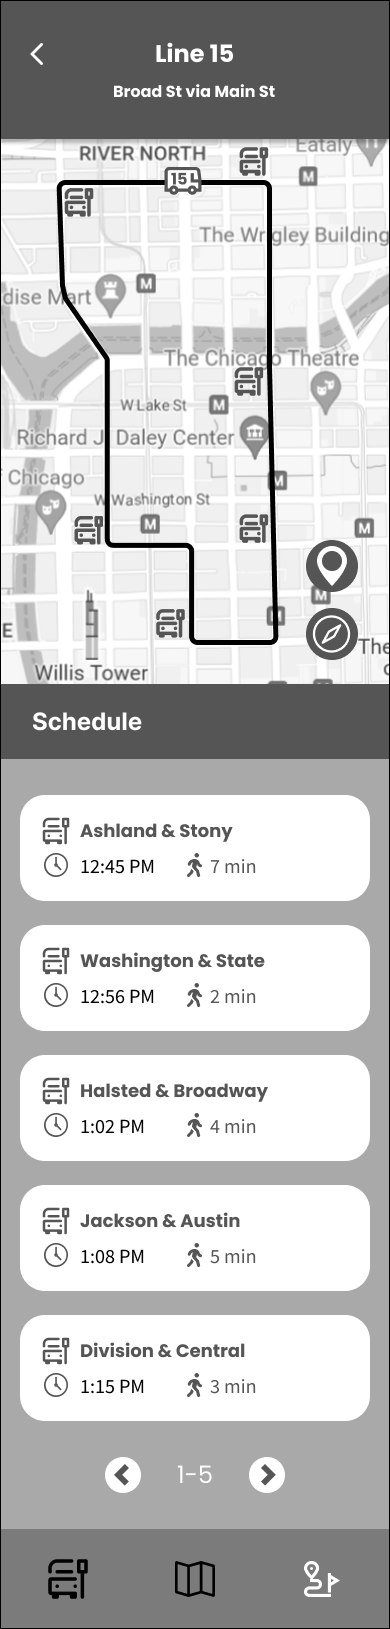 Line 15
Broad St via Main St
Eataly
RIVER NORTH
15
M
The Wrigley Building
M
dise Mart
The Chicago Theatre
W Lake St
M
Richard J. Daley Center
M
Chicago
W Washington St
M
M
M
M
E
The
Willis Tower
Schedule
Ashland & Stony
12:45 PM 7 min
Washington & State
12:56 PM 2 min
Halsted & Broadway
1:02 PM 4 min
Jackson & Austin
1:08 PM 5 min
Division & Central
1:15 PM 3 min
1-5